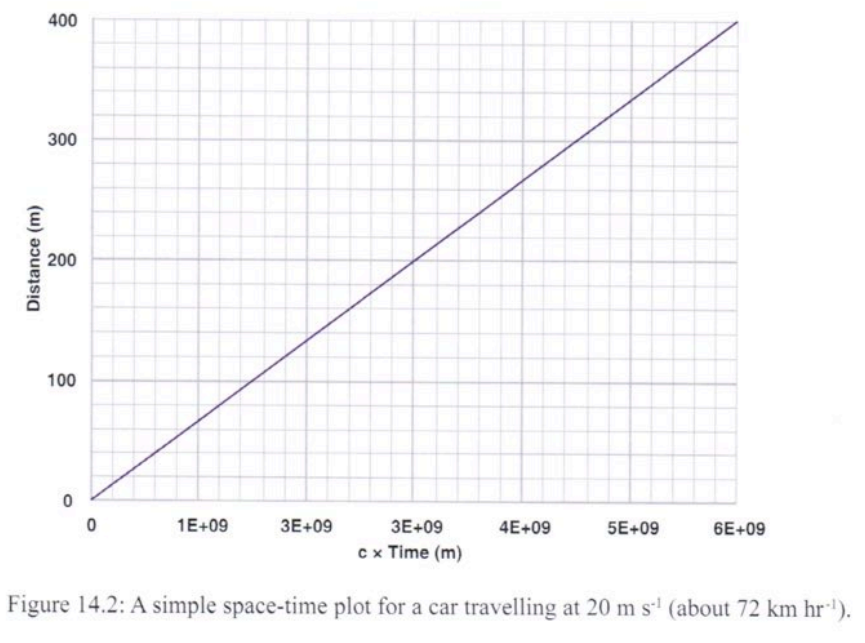 400
300
200
100
0
Distance (m)
0 1E+09 3E+09 3E+09 4E+09 5E+09 6E+09
c × Time (m)
Figure 14.2: A simple space-time plot for a car travelling at 20 m s⁻¹ (about 72 km hr⁻¹).